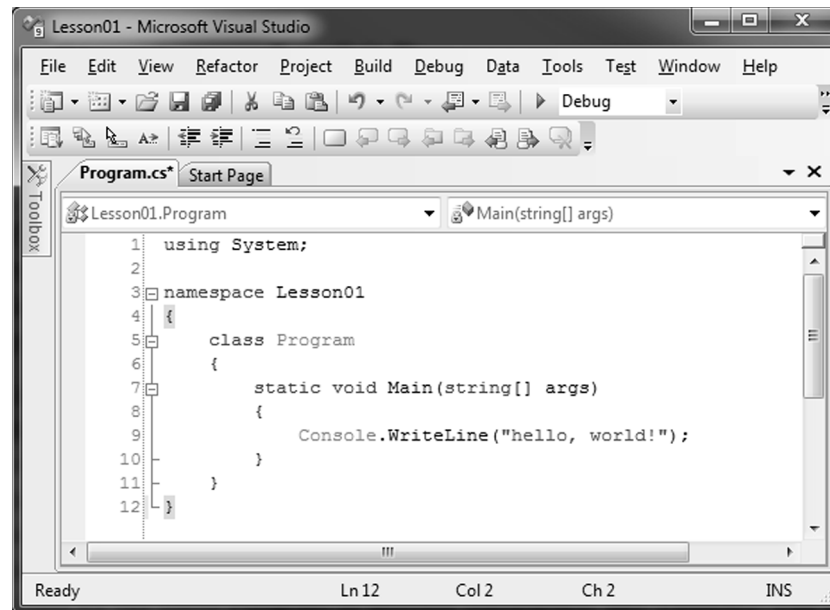 Lesson01 - Microsoft Visual Studio
File Edit View Refactor Project Build Debug Data Tools Test Window Help
Debug
Program.cs* Start Page
Toolbox
Lesson01.Program Main(string[] args)
1 using System;
2
3 namespace Lesson01
4 {
5 class Program
6 {
7 static void Main(string[] args)
8 {
9 Console.WriteLine("hello, world!");
10 }
11 }
12 }
Ready Ln 12 Col 2 Ch 2 INS